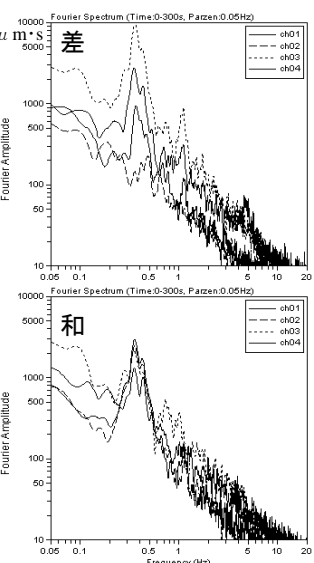 μm·s
Fourier Spectrum (Time:0-300s, Parzen:0.05Hz)
差
ch01
ch02
ch03
ch04
Fourier Amplitude
10000
1000
500
100
50
10
0.05 0.1 0.5 1 5 10 20
Fourier Spectrum (Time:0-300s, Parzen:0.05Hz)
和
ch01
ch02
ch03
ch04
Fourier Amplitude
10000
5000
1000
500
100
50
10
0.05 0.1 0.5 1 5 10 20
Frequency (Hz)